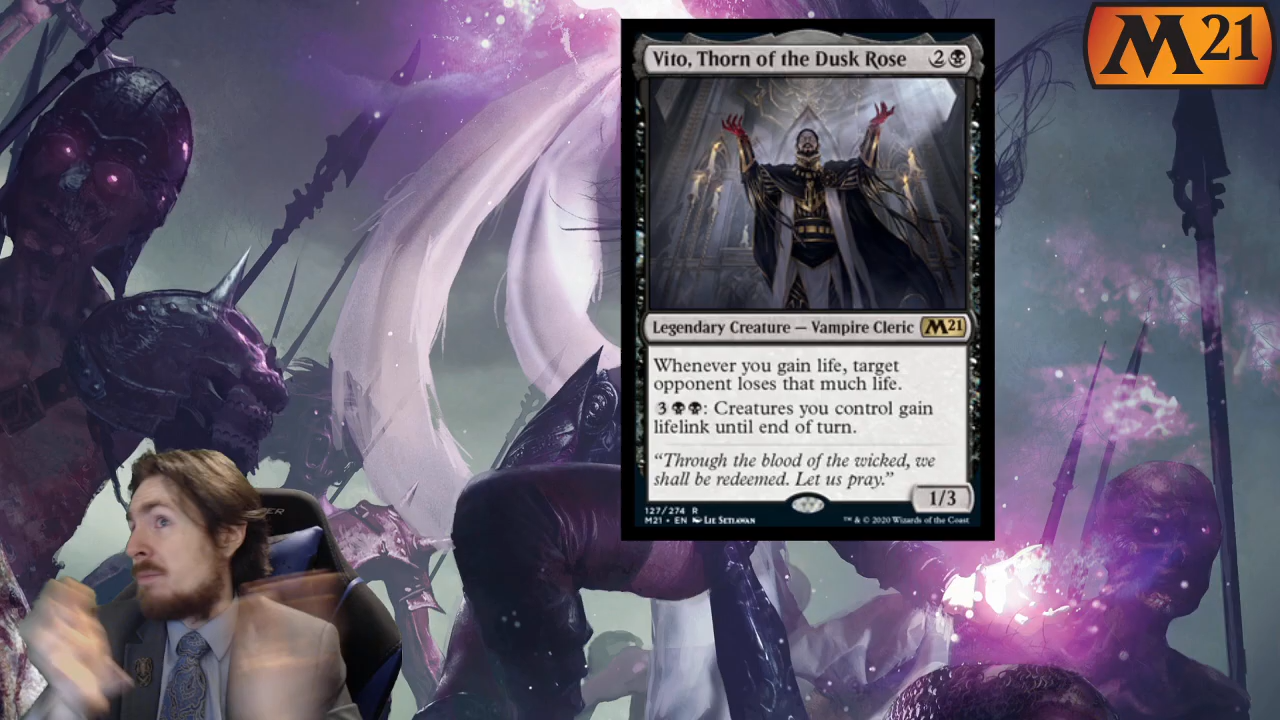 M21
Vito, Thorn of the Dusk Rose 2
Legendary Creature — Vampire Cleric M21
Whenever you gain life, target
opponent loses that much life.
3: Creatures you control gain
lifelink until end of turn.
“Through the blood of the wicked, we
shall be redeemed. Let us pray.”
1/3
127/274 R
M21 • EN Lie Setiawan
™ & © 2020 Wizards of the Coast